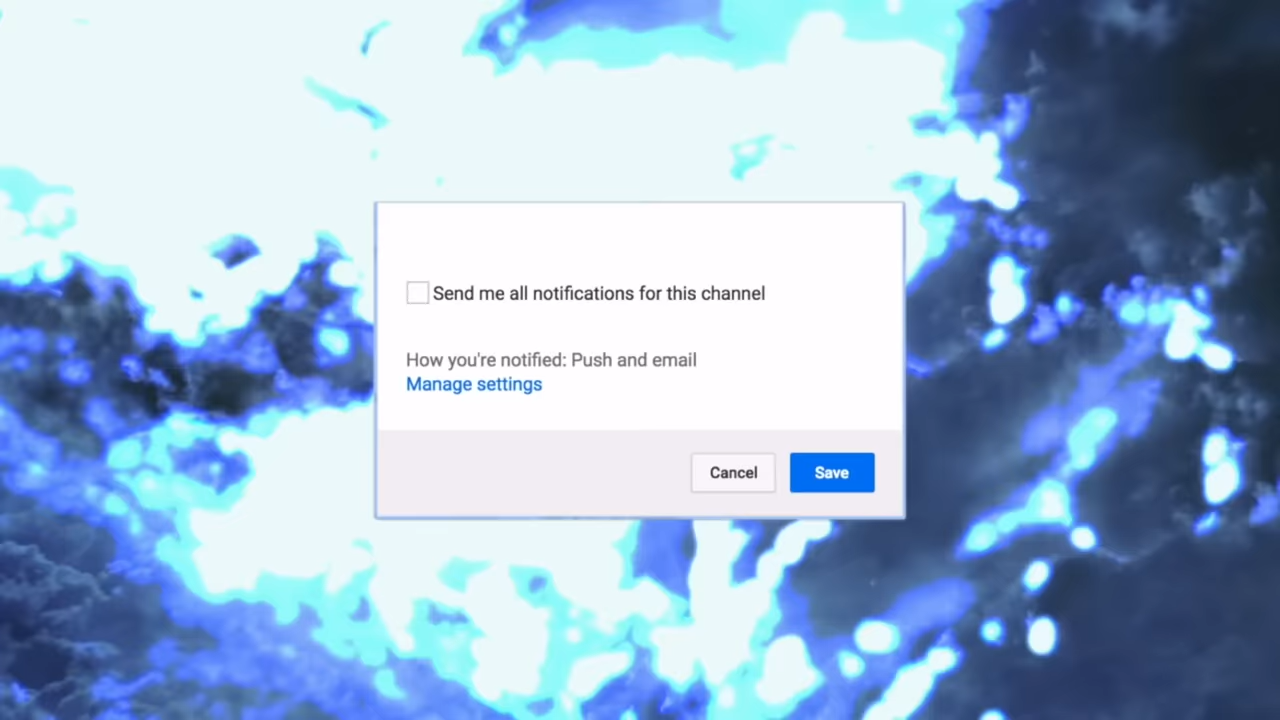 Send me all notifications for this channel
How you're notified: Push and email
Manage settings
Cancel
Save